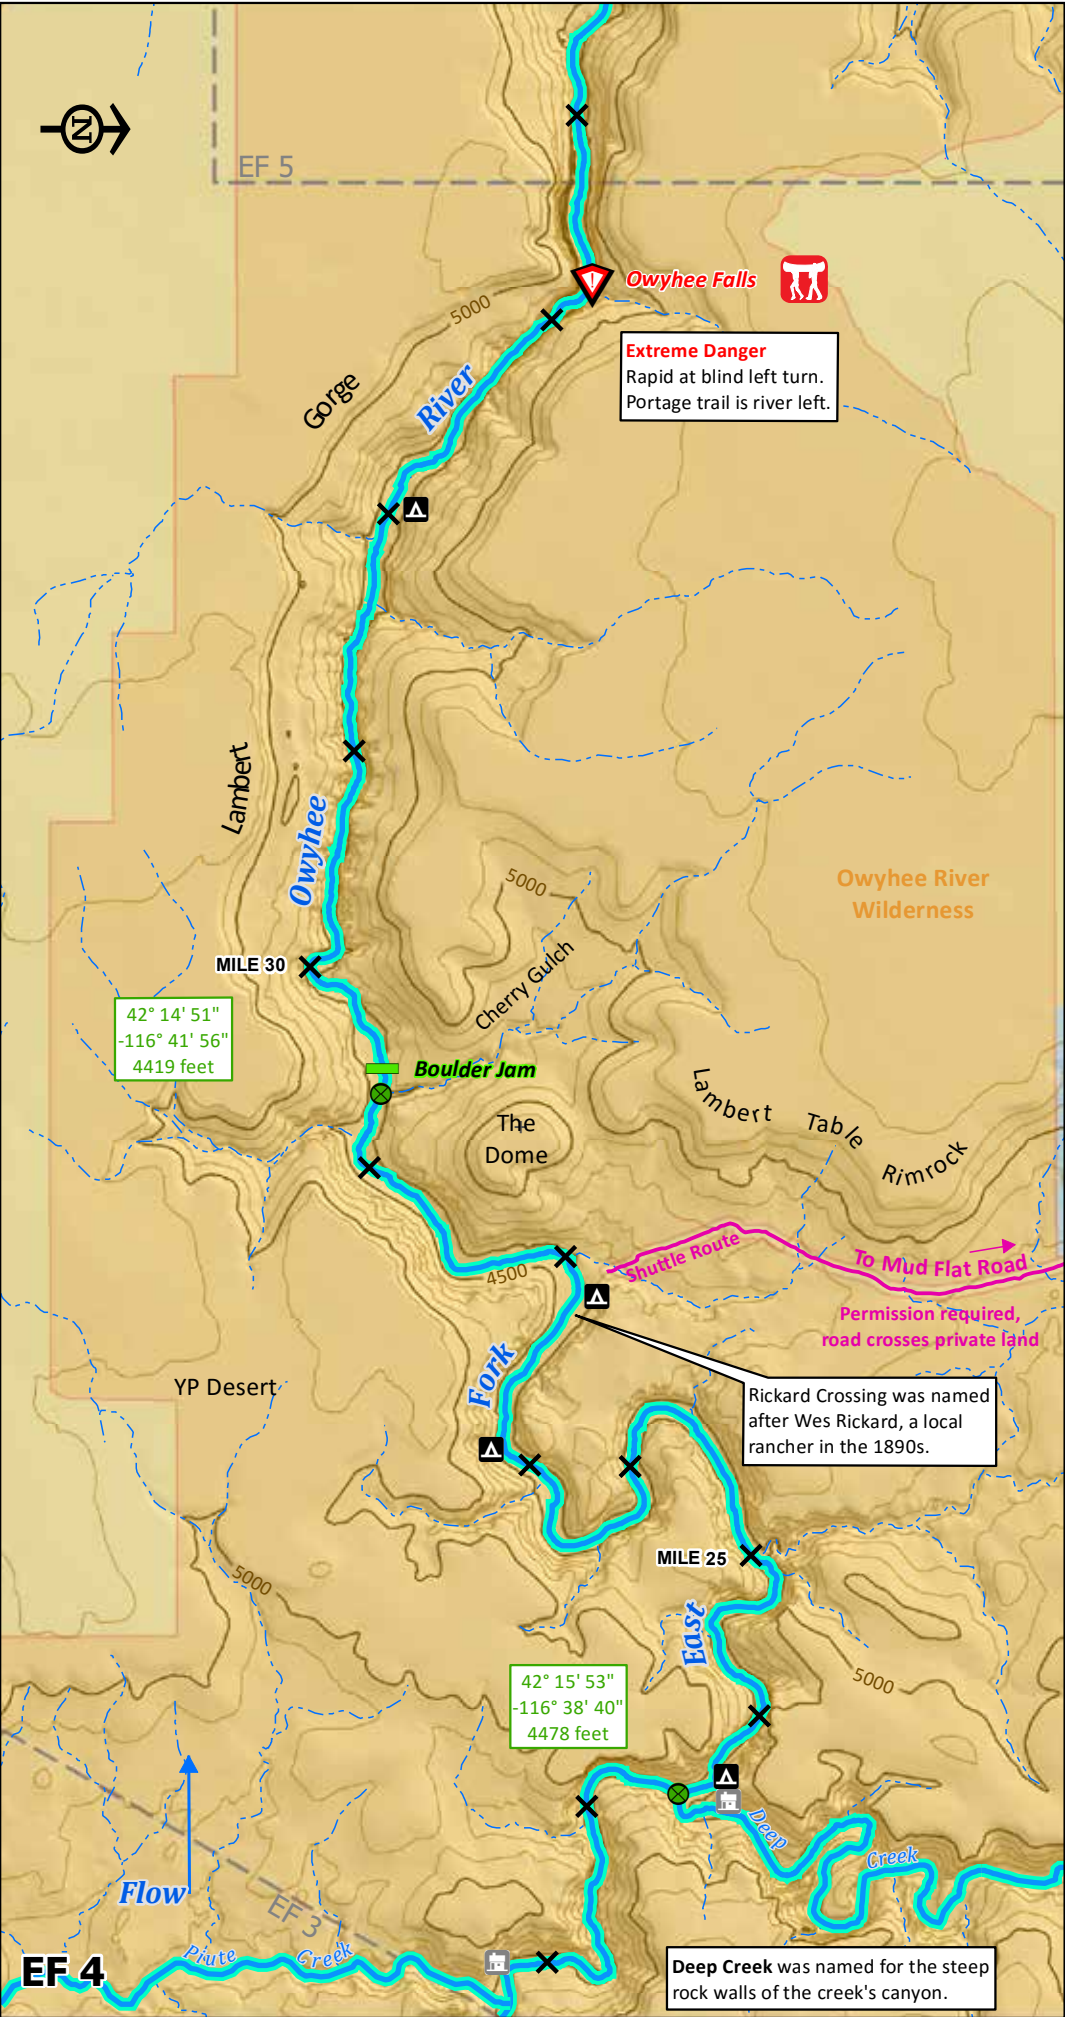 N
EF 5
Owyhee Falls
5000
Extreme Danger
Rapid at blind left turn.
Portage trail is river left.
Gorge
River
Lambert
Owyhee
5000
Owyhee River
Wilderness
Cherry Gulch
MILE 30
42° 14' 51"
-116° 41' 56"
4419 feet
Boulder Jam
The
Dome
Lambert Table Rimrock
Shuttle Route
To Mud Flat Road
4500
Permission required,
road crosses private land
Fork
YP Desert
Rickard Crossing was named
after Wes Rickard, a local
rancher in the 1890s.
MILE 25
5000
East
42° 15' 53"
-116° 38' 40"
4478 feet
5000
Deep
Creek
Flow
EF 3
Piute Creek
EF 4
Deep Creek was named for the steep
rock walls of the creek's canyon.